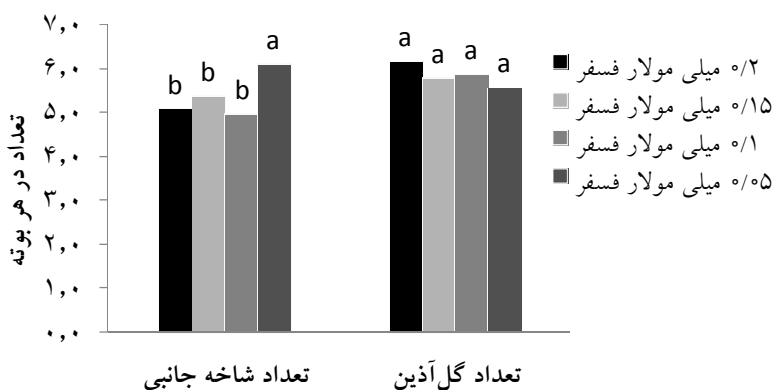 تعداد در هر بوته
۷,۰
۶,۰
۵,۰
۴,۰
۳,۰
۲,۰
۱,۰
۰,۰
b b b a
a a a a
تعداد شاخه جانبی
تعداد گل‌آذین
۰/۲ میلی مولار فسفر
۰/۱۵ میلی مولار فسفر
۰/۱ میلی مولار فسفر
۰/۰۵ میلی مولار فسفر